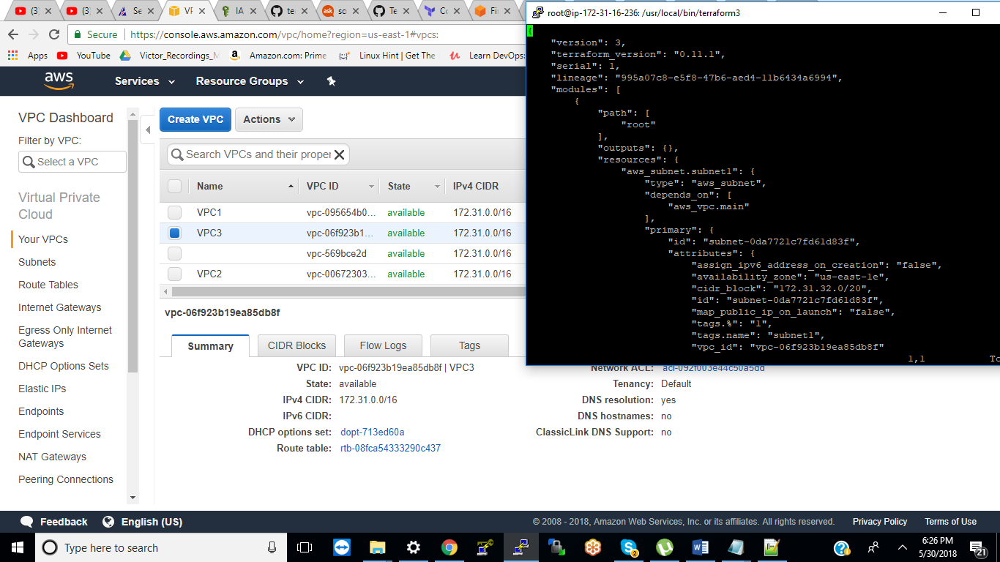 (3)
(3)
Se
VP
IA
te
ask
sc
Te
Co
Fi
root@ip-172-31-16-236: /usr/local/bin/terraform3
Secure
https://console.aws.amazon.com/vpc/home?region=us-east-1#vpcs:
Apps
YouTube
Victor_Recordings_M
Amazon.com: Prime
Linux Hint | Get The
Learn DevOps:
aws
Services
Resource Groups
VPC Dashboard
Filter by VPC:
Select a VPC
Virtual Private
Cloud
Your VPCs
Subnets
Route Tables
Internet Gateways
Egress Only Internet
Gateways
DHCP Options Sets
Elastic IPs
Endpoints
Endpoint Services
NAT Gateways
Peering Connections
Create VPC
Actions
Search VPCs and their proper
Name VPC ID State IPv4 CIDR
VPC1 vpc-095654b0... available 172.31.0.0/16
VPC3 vpc-06f923b1... available 172.31.0.0/16
vpc-569bce2d available 172.31.0.0/16
VPC2 vpc-00672303... available 172.31.0.0/16
vpc-06f923b19ea85db8f
Summary
CIDR Blocks
Flow Logs
Tags
VPC ID: vpc-06f923b19ea85db8f | VPC3
State: available
IPv4 CIDR: 172.31.0.0/16
IPv6 CIDR:
DHCP options set: dopt-713ed60a
Route table: rtb-08fca54333290c437
Network ACL: acl-092f003e44c50a5dd
Tenancy: Default
DNS resolution: yes
DNS hostnames: no
ClassicLink DNS Support: no
{
"version": 3,
"terraform_version": "0.11.1",
"serial": 1,
"lineage": "995a07c8-e5f8-47b6-aed4-11b6434a6994",
"modules": [
{
"path": [
"root"
],
"outputs": {},
"resources": {
"aws_subnet.subnet1": {
"type": "aws_subnet",
"depends_on": [
"aws_vpc.main"
],
"primary": {
"id": "subnet-0da7721c7fd61d83f",
"attributes": {
"assign_ipv6_address_on_creation": "false",
"availability_zone": "us-east-1e",
"cidr_block": "172.31.32.0/20",
"id": "subnet-0da7721c7fd61d83f",
"map_public_ip_on_launch": "false",
"tags.%": "1",
"tags.name": "subnet1",
"vpc_id": "vpc-06f923b19ea85db8f"
1,1 To
Feedback
English (US)
© 2008 - 2018, Amazon Web Services, Inc. or its affiliates. All rights reserved.
Privacy Policy
Terms of Use
Type here to search
2
6:26 PM
5/30/2018
21